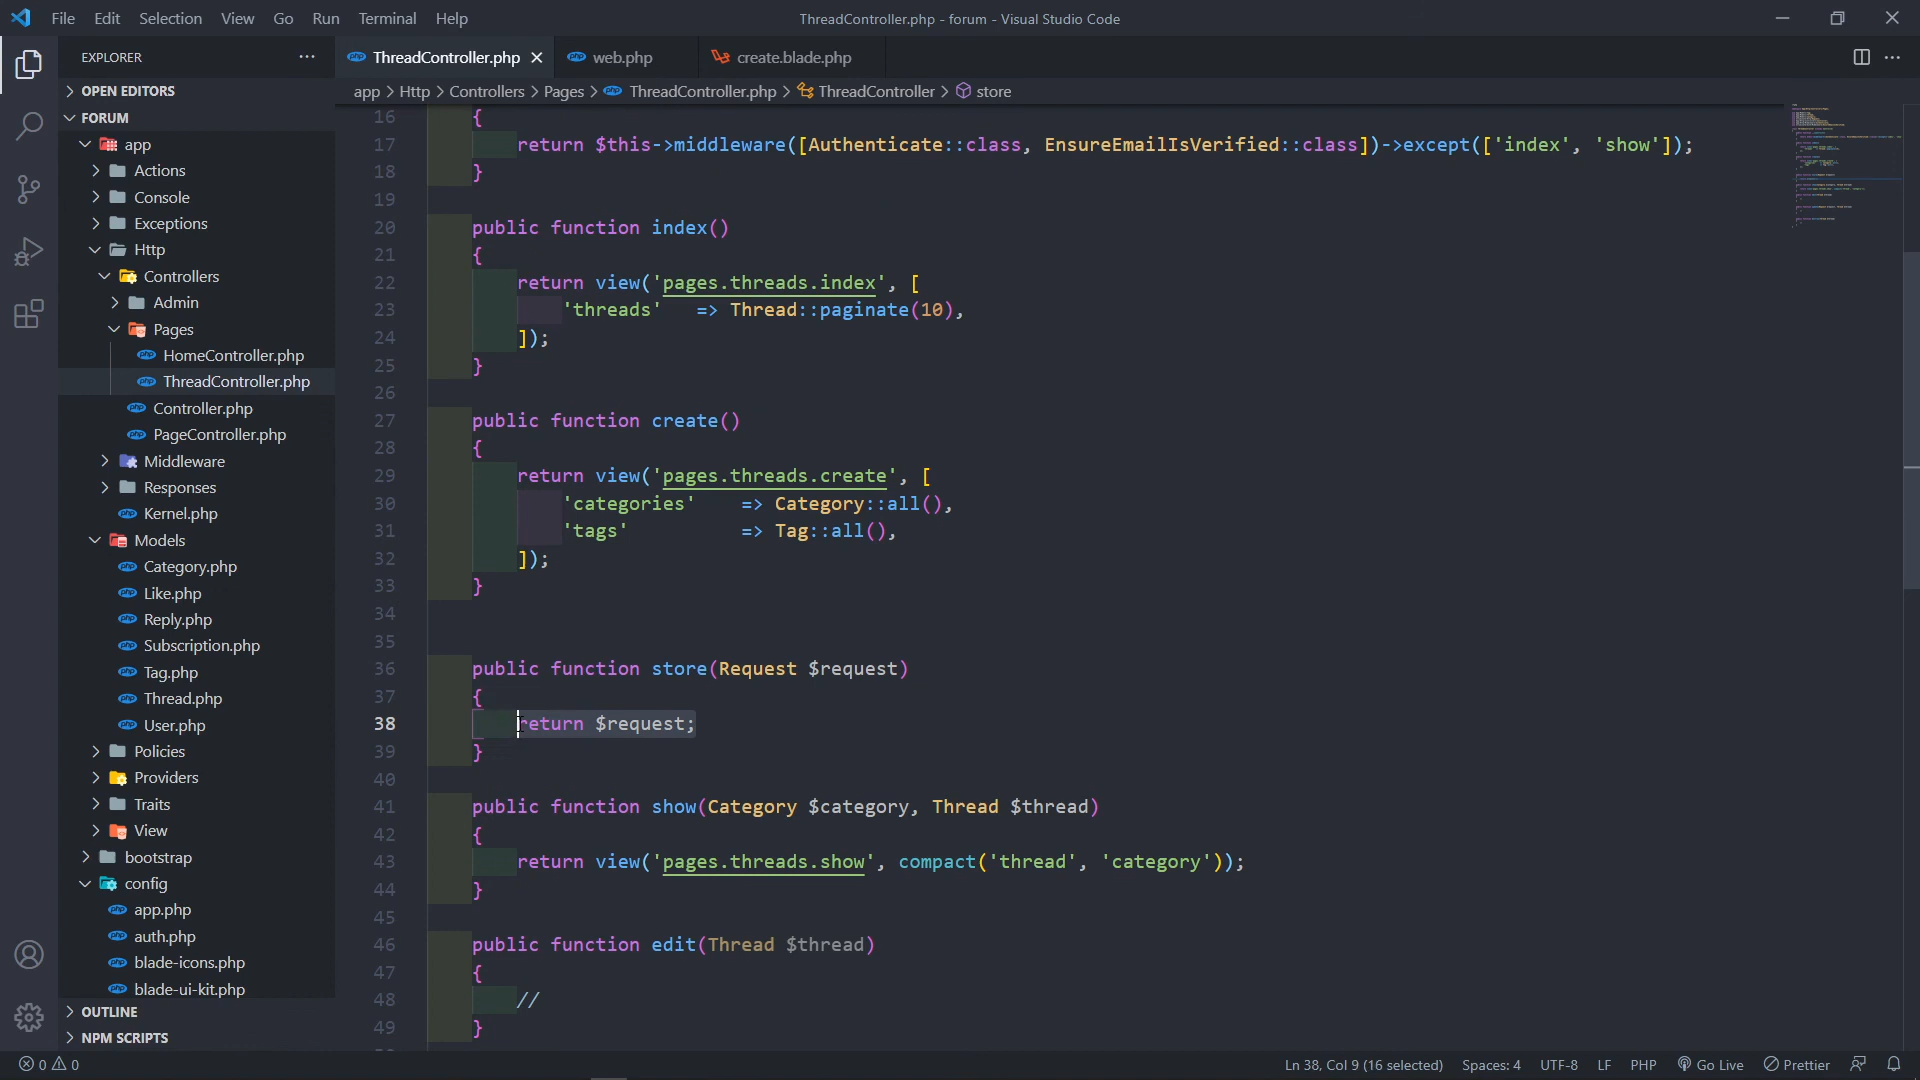 File Edit Selection View Go Run Terminal Help
ThreadController.php - forum - Visual Studio Code
EXPLORER
ThreadController.php
web.php
create.blade.php
OPEN EDITORS
app > Http > Controllers > Pages > ThreadController.php > ThreadController > store
FORUM
app
Actions
Console
Exceptions
Http
Controllers
Admin
Pages
HomeController.php
ThreadController.php
Controller.php
PageController.php
Middleware
Responses
Kernel.php
Models
Category.php
Like.php
Reply.php
Subscription.php
Tag.php
Thread.php
User.php
Policies
Providers
Traits
View
bootstrap
config
app.php
auth.php
blade-icons.php
blade-ui-kit.php
OUTLINE
NPM SCRIPTS
16 {
17 return $this->middleware([Authenticate::class, EnsureEmailIsVerified::class])->except(['index', 'show']);
18 }
19
20 public function index()
21 {
22 return view('pages.threads.index', [
23 'threads' => Thread::paginate(10),
24 ]);
25 }
26
27 public function create()
28 {
29 return view('pages.threads.create', [
30 'categories' => Category::all(),
31 'tags' => Tag::all(),
32 ]);
33 }
34
35
36 public function store(Request $request)
37 {
38 return $request;
39 }
40
41 public function show(Category $category, Thread $thread)
42 {
43 return view('pages.threads.show', compact('thread', 'category'));
44 }
45
46 public function edit(Thread $thread)
47 {
48 //
49 }
0 0
Ln 38, Col 9 (16 selected) Spaces: 4 UTF-8 LF PHP Go Live Prettier